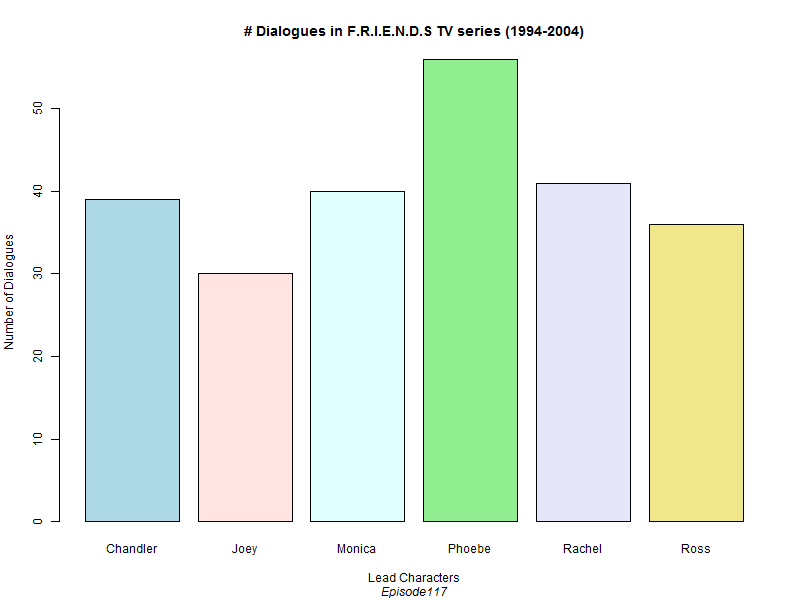 # Dialogues in F.R.I.E.N.D.S TV series (1994-2004)
Number of Dialogues
50
40
30
20
10
0
Chandler Joey Monica Phoebe Rachel Ross
Lead Characters
Episode117